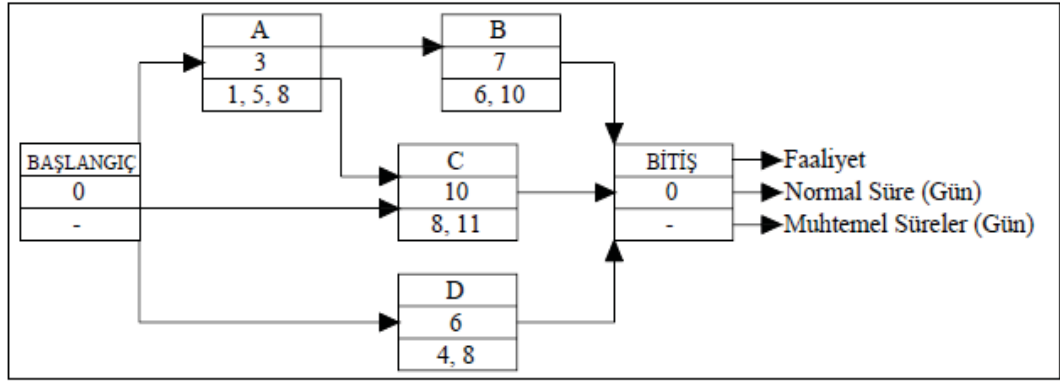 A
3
1, 5, 8
B
7
6, 10
BAŞLANGIÇ
0
-
C
10
8, 11
BİTİŞ
0
-
Faaliyet
Normal Süre (Gün)
Muhtemel Süreler (Gün)
D
6
4, 8